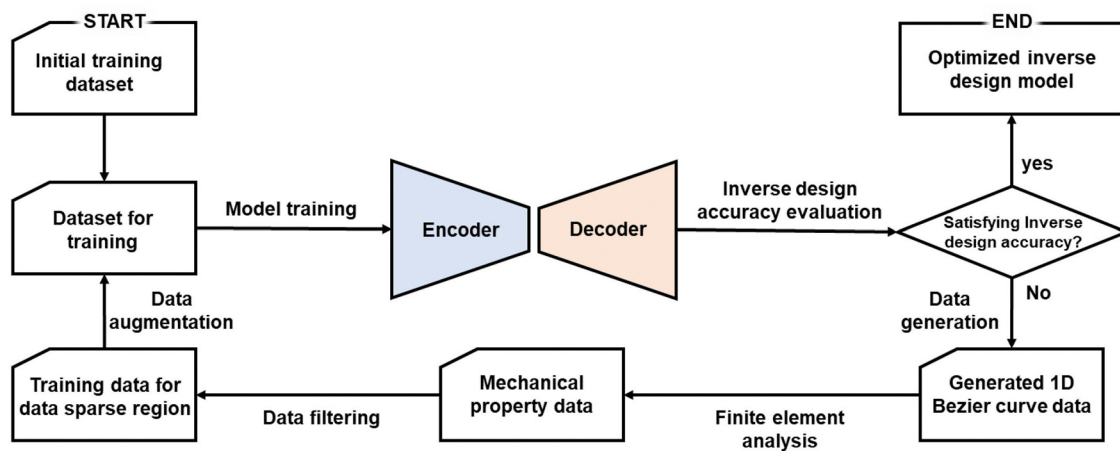 START
Initial training
dataset
END
Optimized inverse
design model
yes
Dataset for
training
Model training
Encoder
Decoder
Inverse design
accuracy evaluation
Satisfying Inverse
design accuracy?
No
Data
augmentation
Data
generation
Training data for
data sparse region
Data filtering
Mechanical
property data
Finite element
analysis
Generated 1D
Bezier curve data